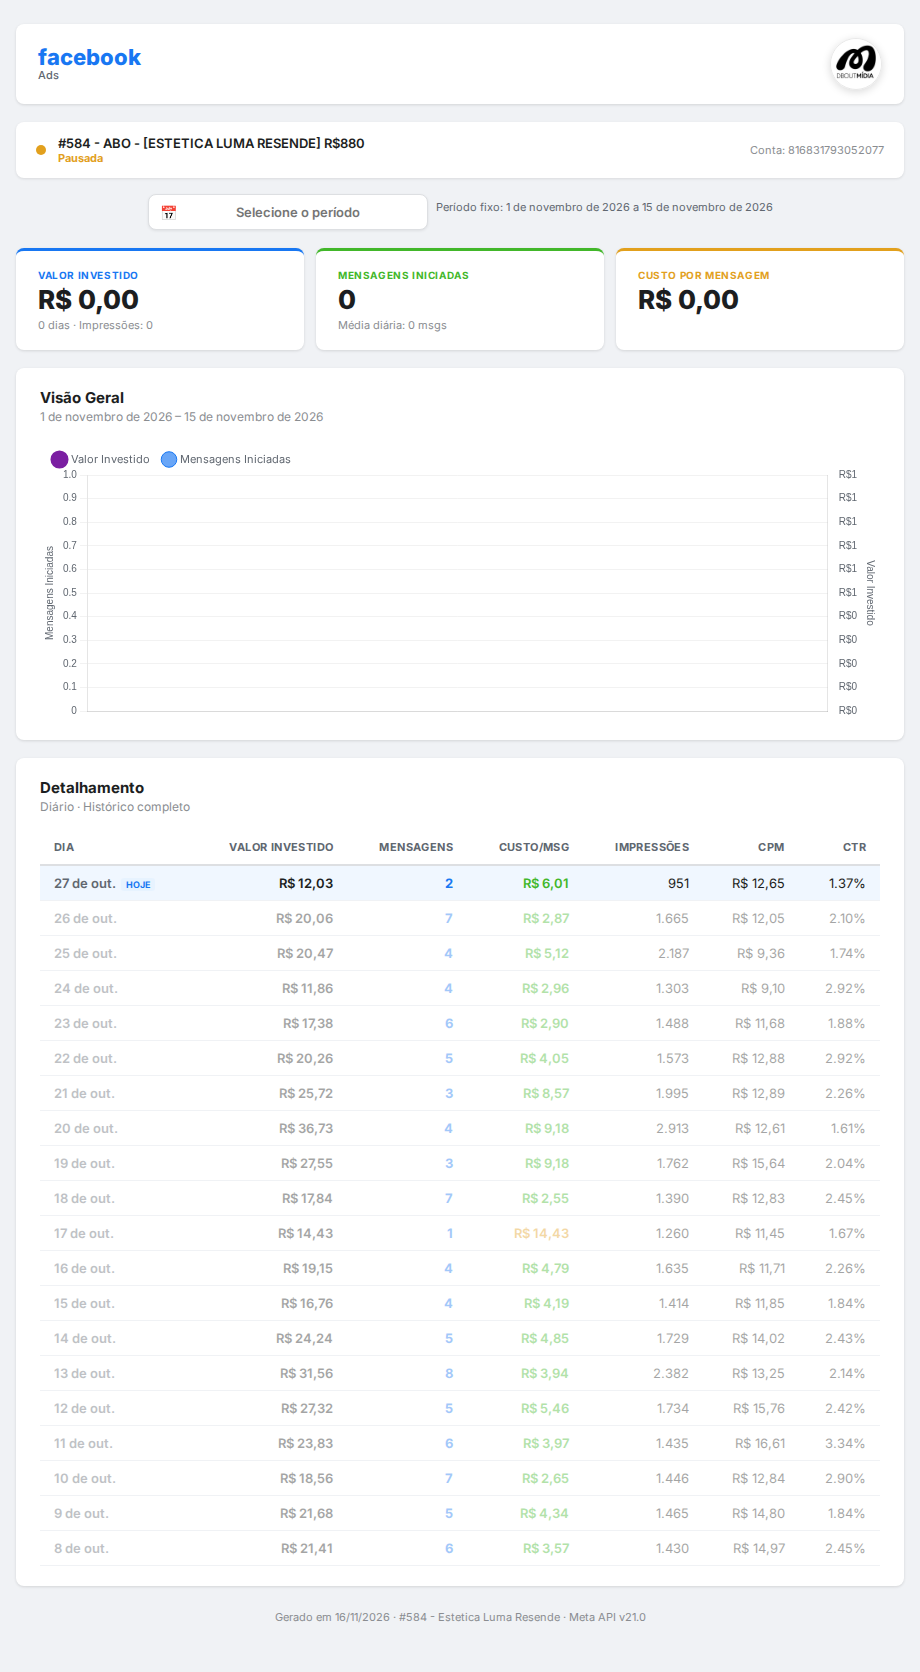 facebook
Ads
DBOUTMÍDIA
#584 - ABO - [ESTETICA LUMA RESENDE] R$880
Pausada
Conta: 816831793052077
Selecione o período
Período fixo: 1 de novembro de 2026 a 15 de novembro de 2026
VALOR INVESTIDO
R$ 0,00
0 dias · Impressões: 0
MENSAGENS INICIADAS
0
Média diária: 0 msgs
CUSTO POR MENSAGEM
R$ 0,00
Visão Geral
1 de novembro de 2026 – 15 de novembro de 2026
Valor Investido Mensagens Iniciadas
1.0 R$1
0.9 R$1
0.8 R$1
0.7 R$1
0.6 R$1
0.5 R$1
0.4 R$0
0.3 R$0
0.2 R$0
0.1 R$0
0 R$0
Mensagens Iniciadas
Valor Investido
Detalhamento
Diário · Histórico completo
DIA VALOR INVESTIDO MENSAGENS CUSTO/MSG IMPRESSÕES CPM CTR
27 de out. HOJE R$ 12,03 2 R$ 6,01 951 R$ 12,65 1.37%
26 de out. R$ 20,06 7 R$ 2,87 1.665 R$ 12,05 2.10%
25 de out. R$ 20,47 4 R$ 5,12 2.187 R$ 9,36 1.74%
24 de out. R$ 11,86 4 R$ 2,96 1.303 R$ 9,10 2.92%
23 de out. R$ 17,38 6 R$ 2,90 1.488 R$ 11,68 1.88%
22 de out. R$ 20,26 5 R$ 4,05 1.573 R$ 12,88 2.92%
21 de out. R$ 25,72 3 R$ 8,57 1.995 R$ 12,89 2.26%
20 de out. R$ 36,73 4 R$ 9,18 2.913 R$ 12,61 1.61%
19 de out. R$ 27,55 3 R$ 9,18 1.762 R$ 15,64 2.04%
18 de out. R$ 17,84 7 R$ 2,55 1.390 R$ 12,83 2.45%
17 de out. R$ 14,43 1 R$ 14,43 1.260 R$ 11,45 1.67%
16 de out. R$ 19,15 4 R$ 4,79 1.635 R$ 11,71 2.26%
15 de out. R$ 16,76 4 R$ 4,19 1.414 R$ 11,85 1.84%
14 de out. R$ 24,24 5 R$ 4,85 1.729 R$ 14,02 2.43%
13 de out. R$ 31,56 8 R$ 3,94 2.382 R$ 13,25 2.14%
12 de out. R$ 27,32 5 R$ 5,46 1.734 R$ 15,76 2.42%
11 de out. R$ 23,83 6 R$ 3,97 1.435 R$ 16,61 3.34%
10 de out. R$ 18,56 7 R$ 2,65 1.446 R$ 12,84 2.90%
9 de out. R$ 21,68 5 R$ 4,34 1.465 R$ 14,80 1.84%
8 de out. R$ 21,41 6 R$ 3,57 1.430 R$ 14,97 2.45%
Gerado em 16/11/2026 · #584 - Estetica Luma Resende · Meta API v21.0